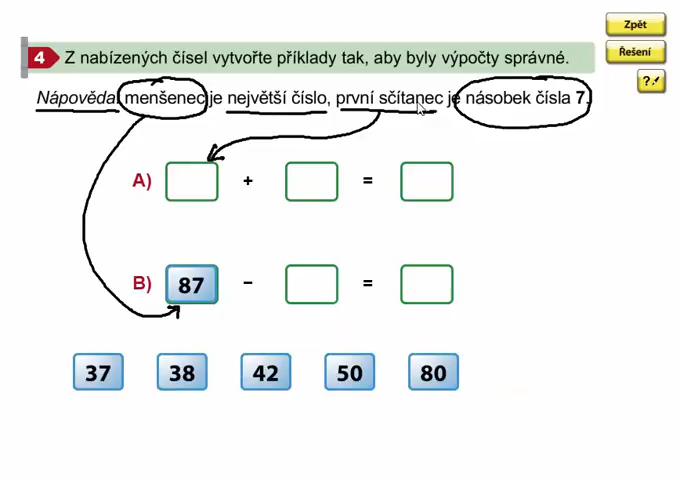 Zpět
4 Z nabízených čísel vytvořte příklady tak, aby byly výpočty správné.
Řešení
?
Nápověda: menšenec je největší číslo, první sčítanec je násobek čísla 7.
A) + =
B) 87 - =
37 38 42 50 80